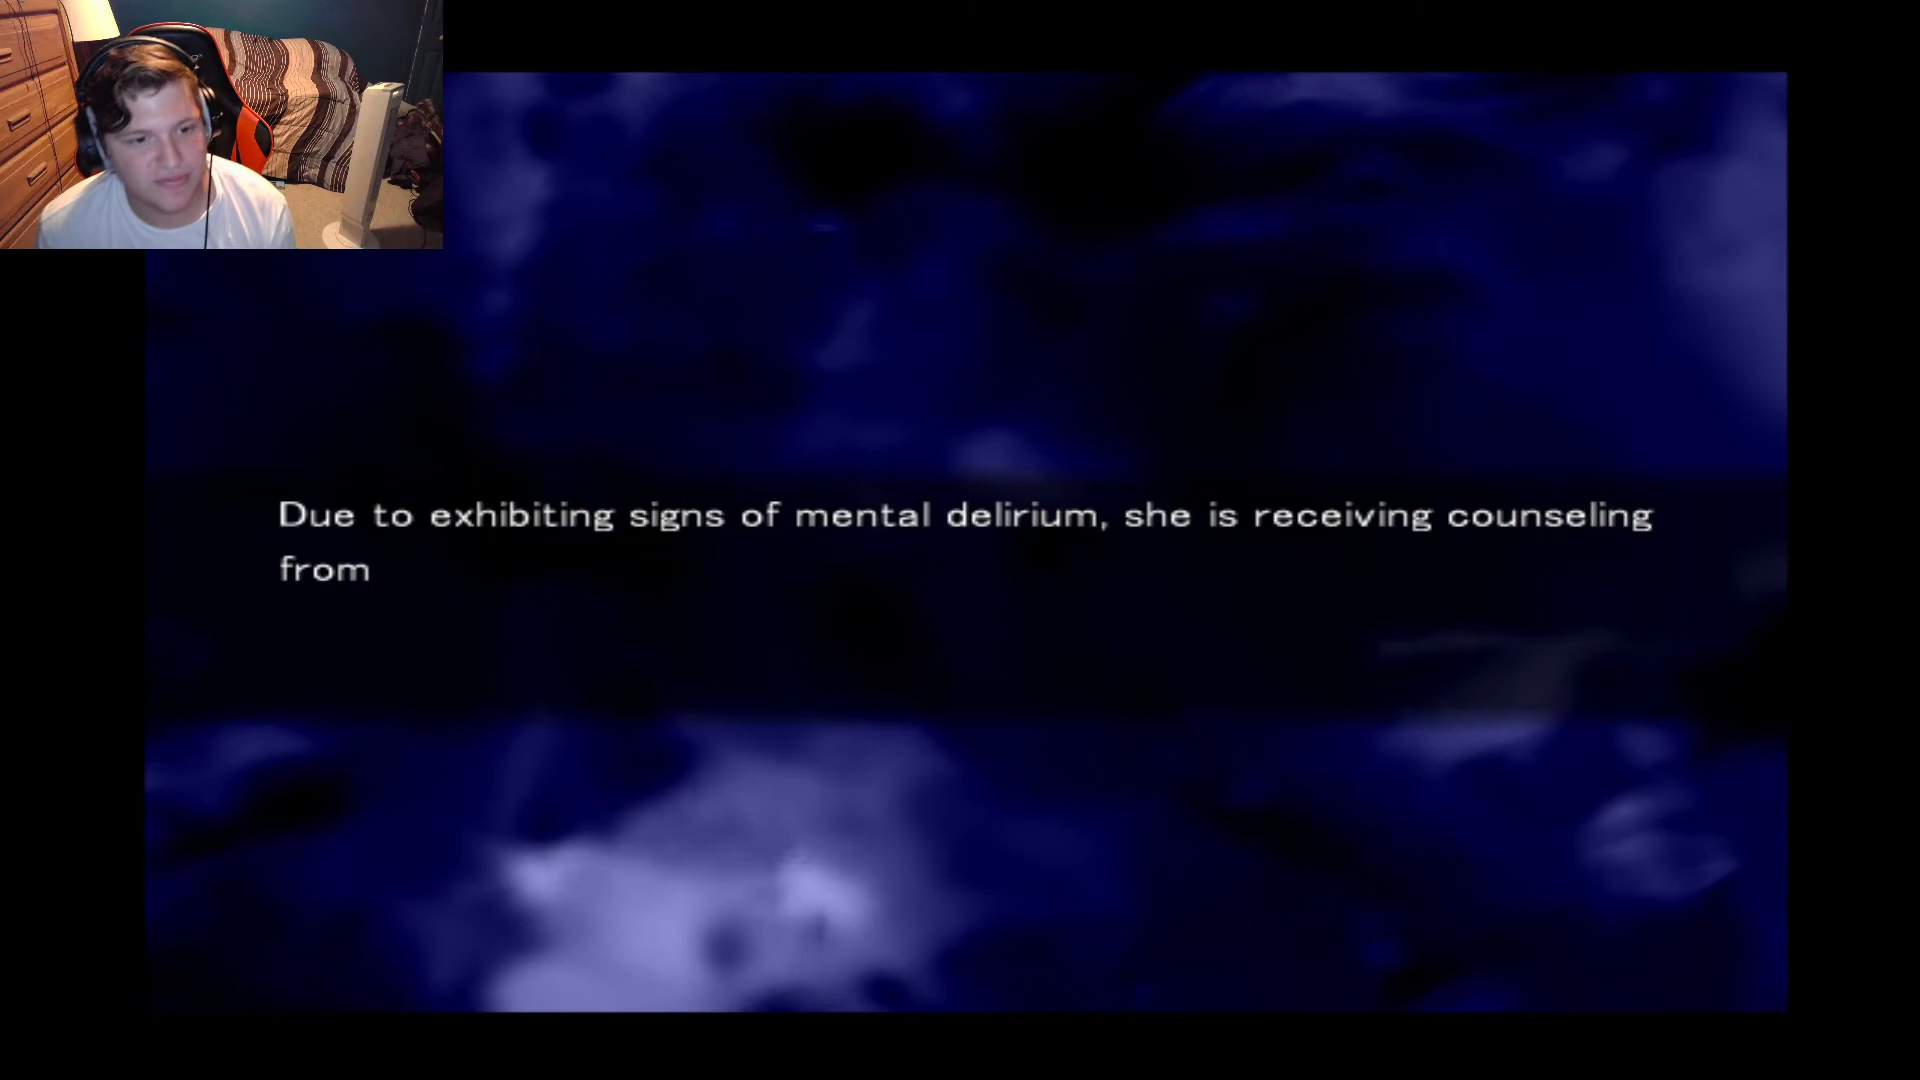 Due to exhibiting signs of mental delirium, she is receiving counseling
from